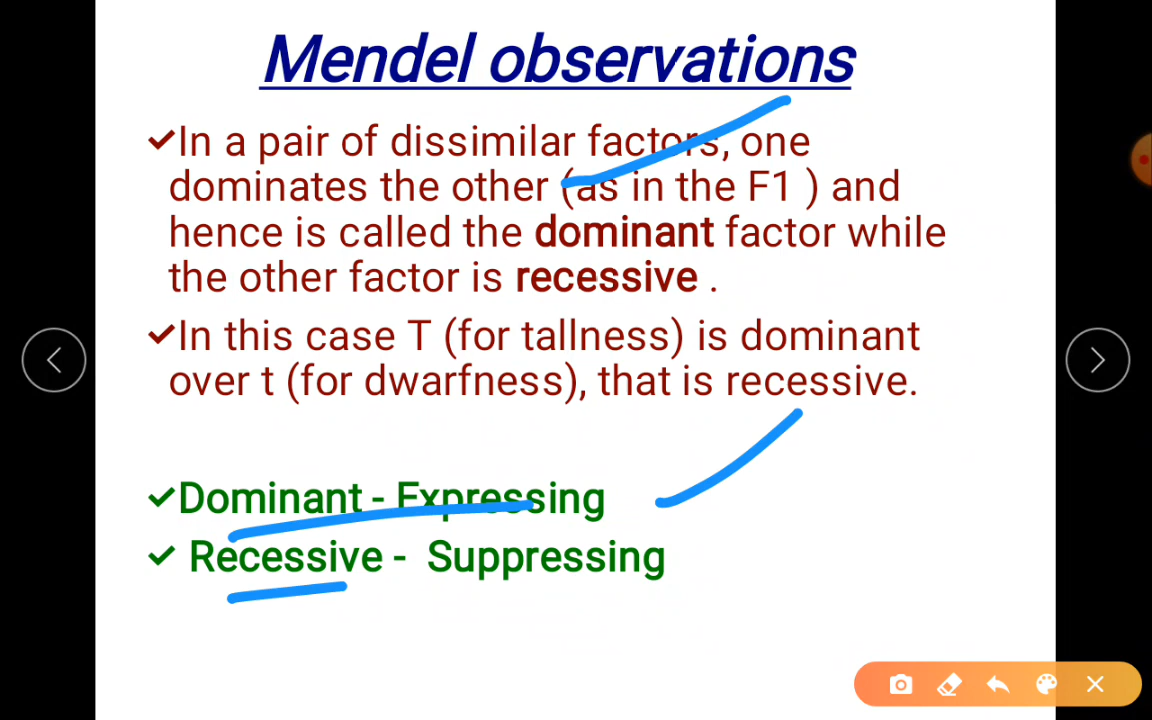 Mendel observations
✓In a pair of dissimilar factors, one
dominates the other (as in the F1 ) and
hence is called the dominant factor while
the other factor is recessive .
✓In this case T (for tallness) is dominant
over t (for dwarfness), that is recessive.
✓Dominant - Expressing
✓ Recessive - Suppressing